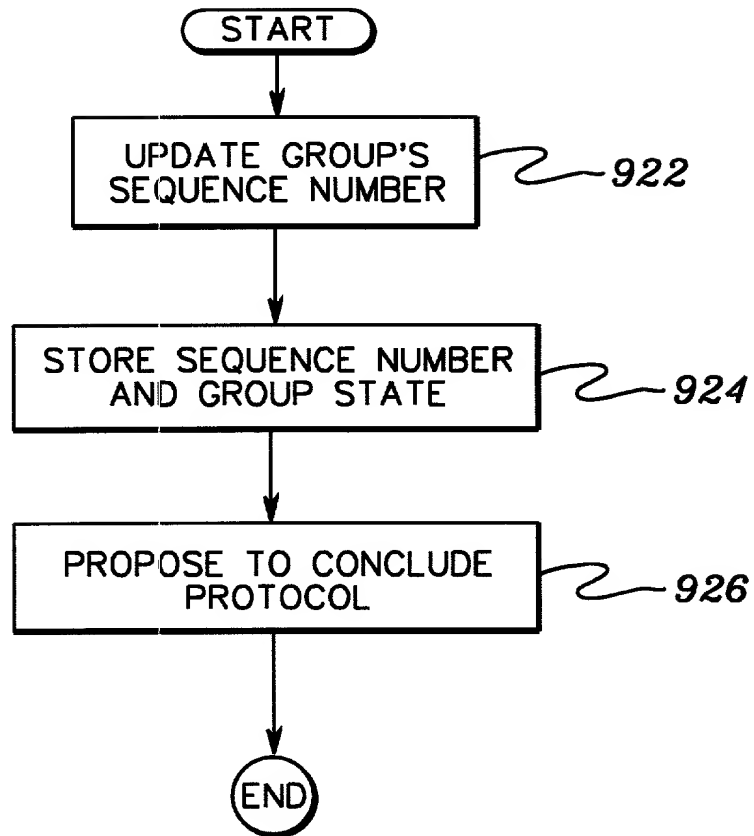 START
UPDATE GROUP'S
SEQUENCE NUMBER
922
STORE SEQUENCE NUMBER
AND GROUP STATE
924
PROPOSE TO CONCLUDE
PROTOCOL
926
END